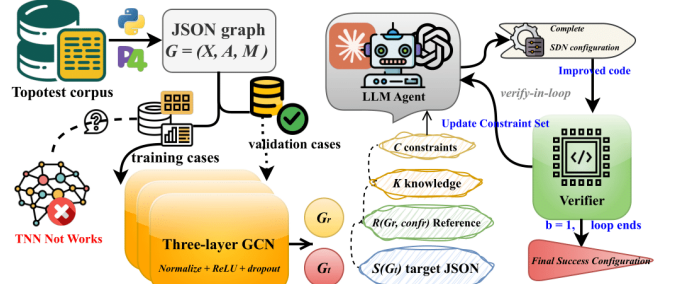 JSON graph
G = (X, A, M )
P4
Topotest corpus
LLM Agent
Complete
SDN configuration
Improved code
verify-in-loop
Update Constraint Set
training cases
validation cases
C constraints
K knowledge
R(Gr, confr) Reference
S(Gt) target JSON
TNN Not Works
Three-layer GCN
Normalize + ReLU + dropout
Gr
Gt
</>
Verifier
b = 1, loop ends
Final Success Configuration